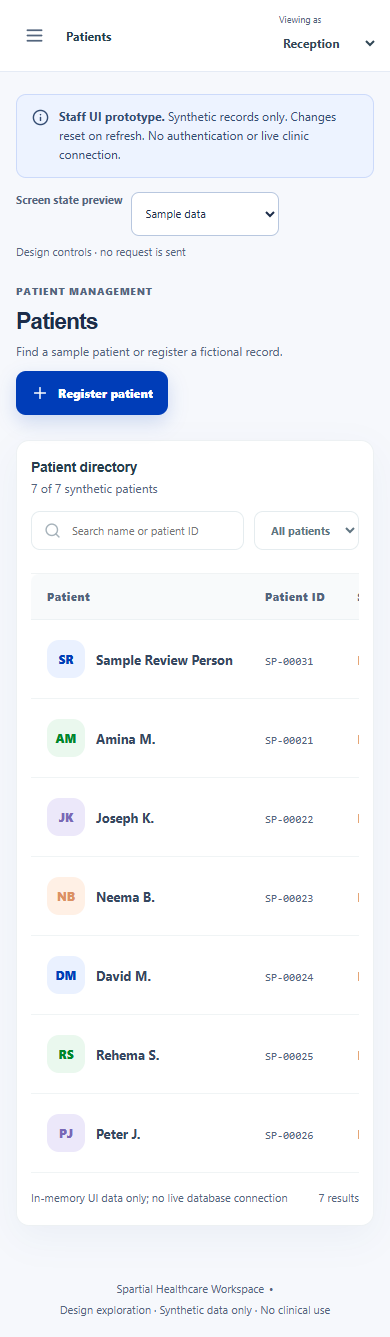 Viewing as
Patients
Reception
Staff UI prototype. Synthetic records only. Changes
reset on refresh. No authentication or live clinic
connection.
Screen state preview
Sample data
Design controls · no request is sent
PATIENT MANAGEMENT
Patients
Find a sample patient or register a fictional record.
Register patient
Patient directory
7 of 7 synthetic patients
Search name or patient ID
All patients
Patient Patient ID
SR Sample Review Person SP-00031
AM Amina M. SP-00021
JK Joseph K. SP-00022
NB Neema B. SP-00023
DM David M. SP-00024
RS Rehema S. SP-00025
PJ Peter J. SP-00026
In-memory UI data only; no live database connection 7 results
Spartial Healthcare Workspace •
Design exploration · Synthetic data only · No clinical use